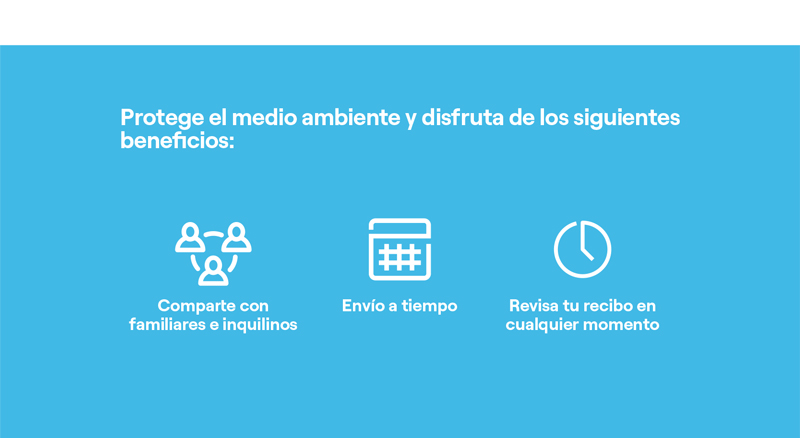 Protege el medio ambiente y disfruta de los siguientes
beneficios:
Comparte con
familiares e inquilinos
Envío a tiempo
Revisa tu recibo en
cualquier momento